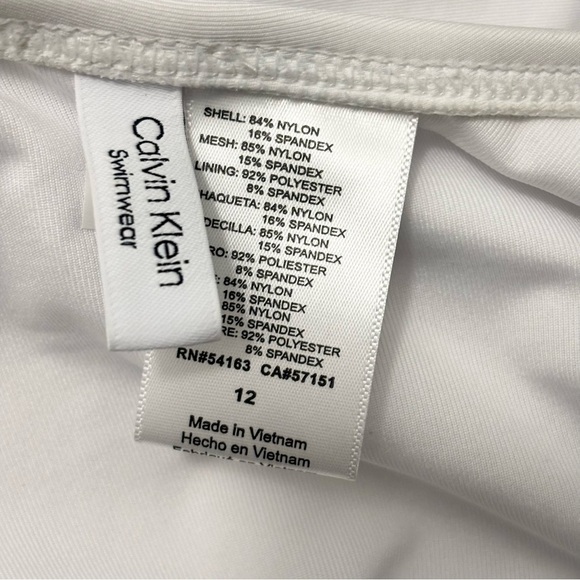 Calvin Klein
Swimwear
SHELL: 84% NYLON
16% SPANDEX
MESH: 85% NYLON
15% SPANDEX
LINING: 92% POLYESTER
8% SPANDEX
HAQUETA: 84% NYLON
16% SPANDEX
DECILLA: 85% NYLON
15% SPANDEX
RO: 92% POLIESTER
8% SPANDEX
: 84% NYLON
16% SPANDEX
85% NYLON
15% SPANDEX
RE: 92% POLYESTER
8% SPANDEX
RN#54163 CA#57151
12
Made in Vietnam
Hecho en Vietnam